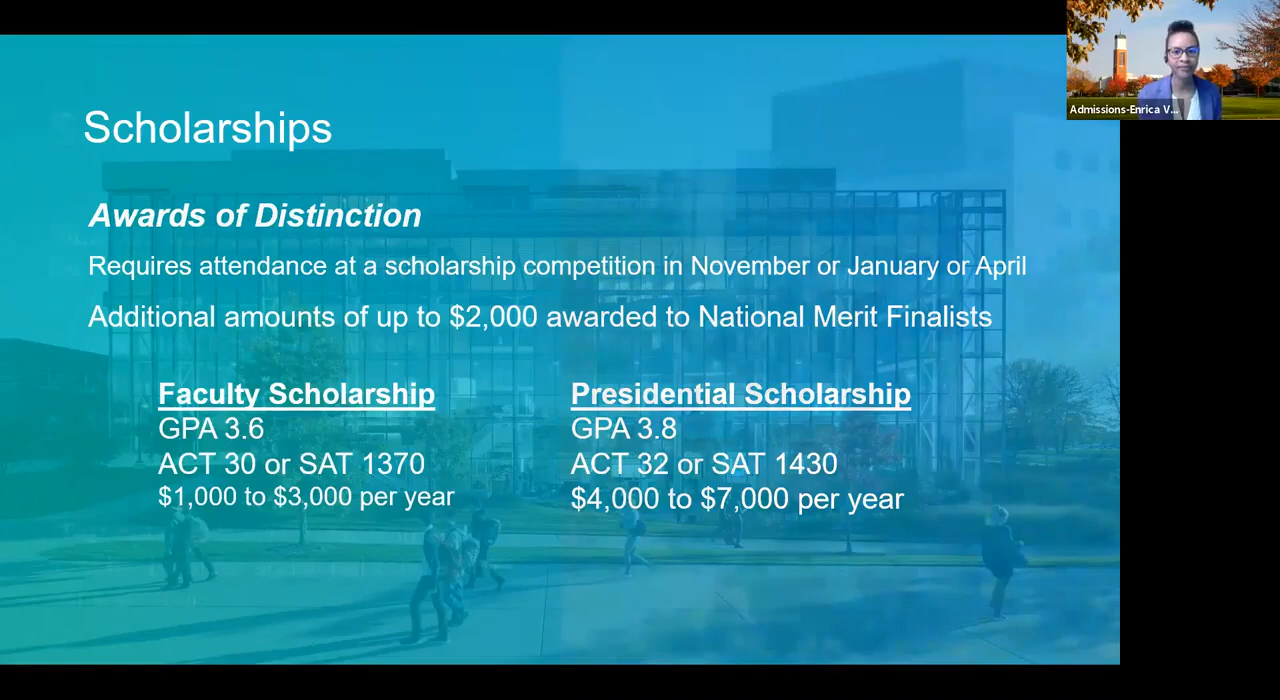 Scholarships
Awards of Distinction
Requires attendance at a scholarship competition in November or January or April
Additional amounts of up to $2,000 awarded to National Merit Finalists
Faculty Scholarship
GPA 3.6
ACT 30 or SAT 1370
$1,000 to $3,000 per year
Presidential Scholarship
GPA 3.8
ACT 32 or SAT 1430
$4,000 to $7,000 per year
Admissions-Enrica V...